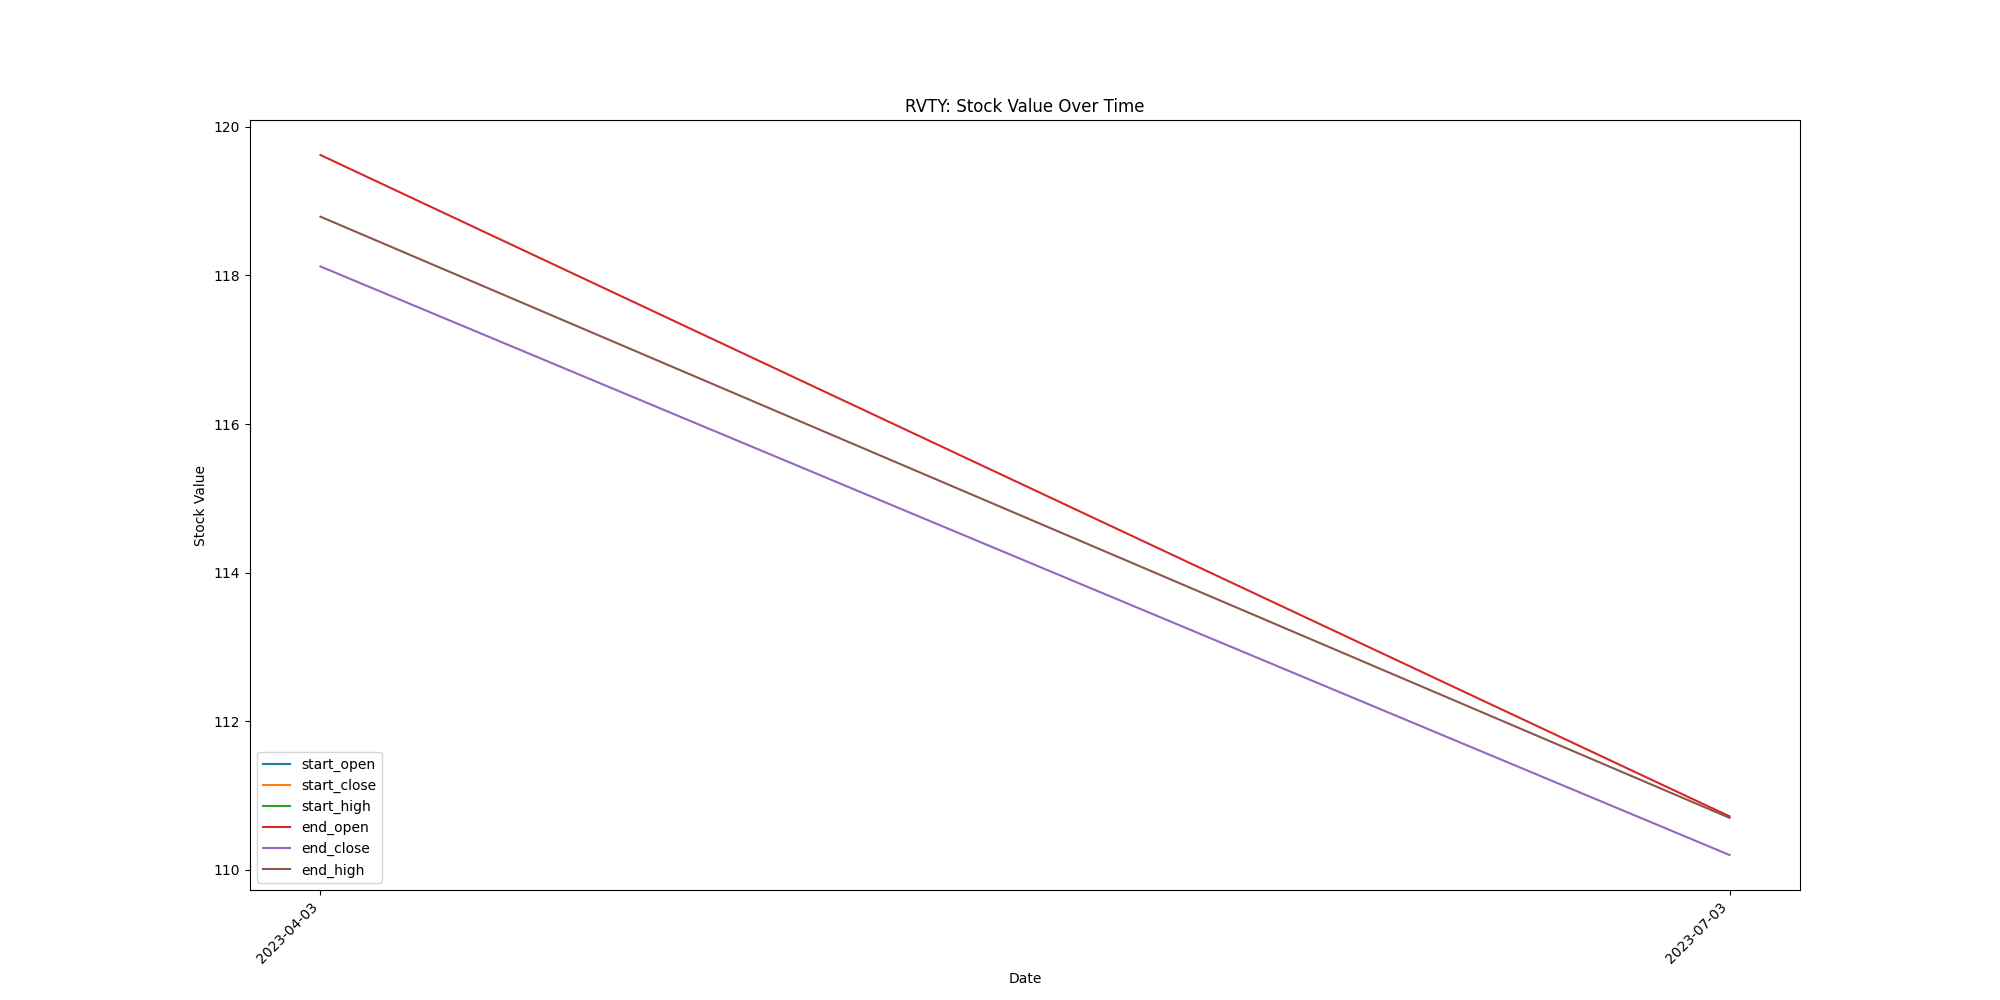 RVTY: Stock Value Over Time
120
118
116
114
112
110
Stock Value
start_open
start_close
start_high
end_open
end_close
end_high
2023-04-03
2023-07-03
Date